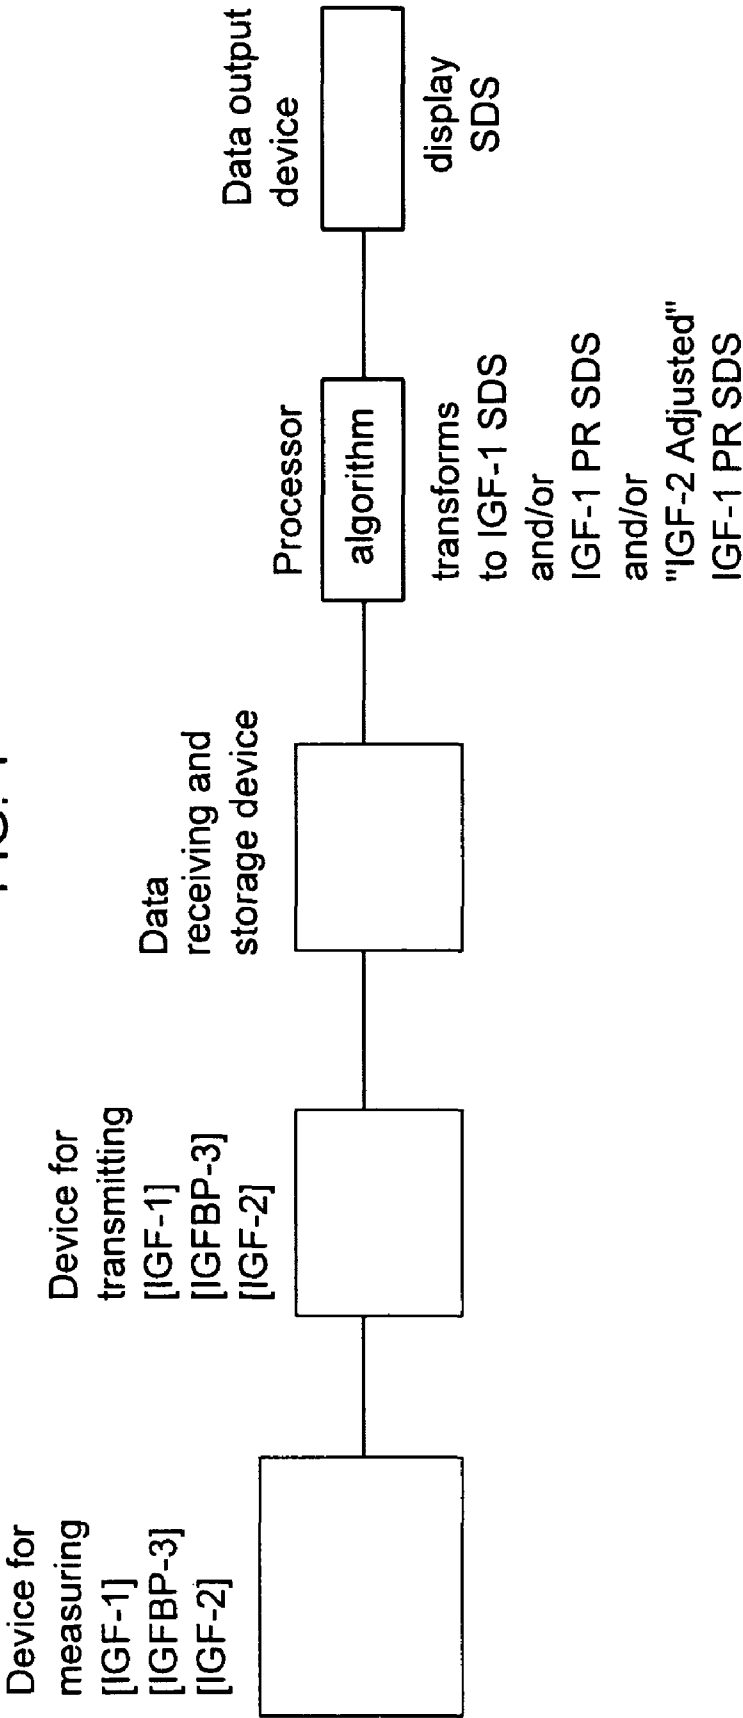 FIG.
Device for
measuring
[IGF-1]
[IGFBP-3]
[IGF-2]
Device for
transmitting
[IGF-1]
[IGFBP-3]
[IGF-2]
Data
receiving and
storage device
Processor
algorithm
transforms
to IGF-1 SDS
and/or
IGF-1 PR SDS
and/or
"IGF-2 Adjusted"
IGF-1 PR SDS
Data output
device
display
SDS